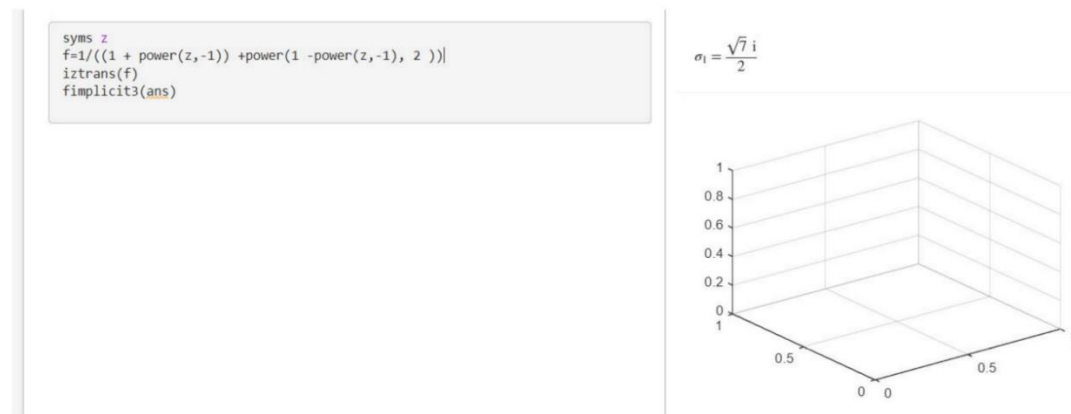 syms z
f=1/((1 + power(z,-1)) +power(1 -power(z,-1), 2 ))
iztrans(f)
fimplicit3(ans)
σ₁ = √7 i / 2
1
0.8
0.6
0.4
0.2
0
1
0.5
0
0
0.5